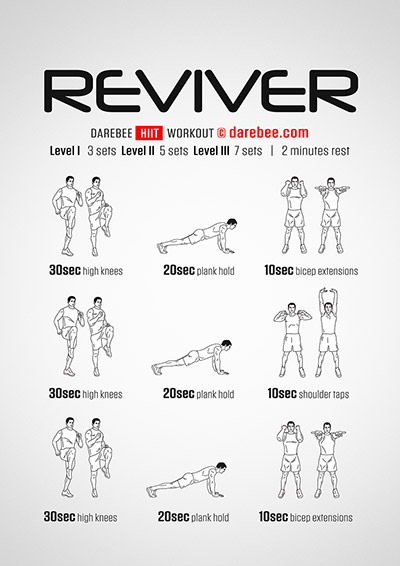 REVIVER
DAREBEE HIIT WORKOUT © darebee.com
Level I 3 sets Level II 5 sets Level III 7 sets | 2 minutes rest
30sec high knees 20sec plank hold 10sec bicep extensions
30sec high knees 20sec plank hold 10sec shoulder taps
30sec high knees 20sec plank hold 10sec bicep extensions